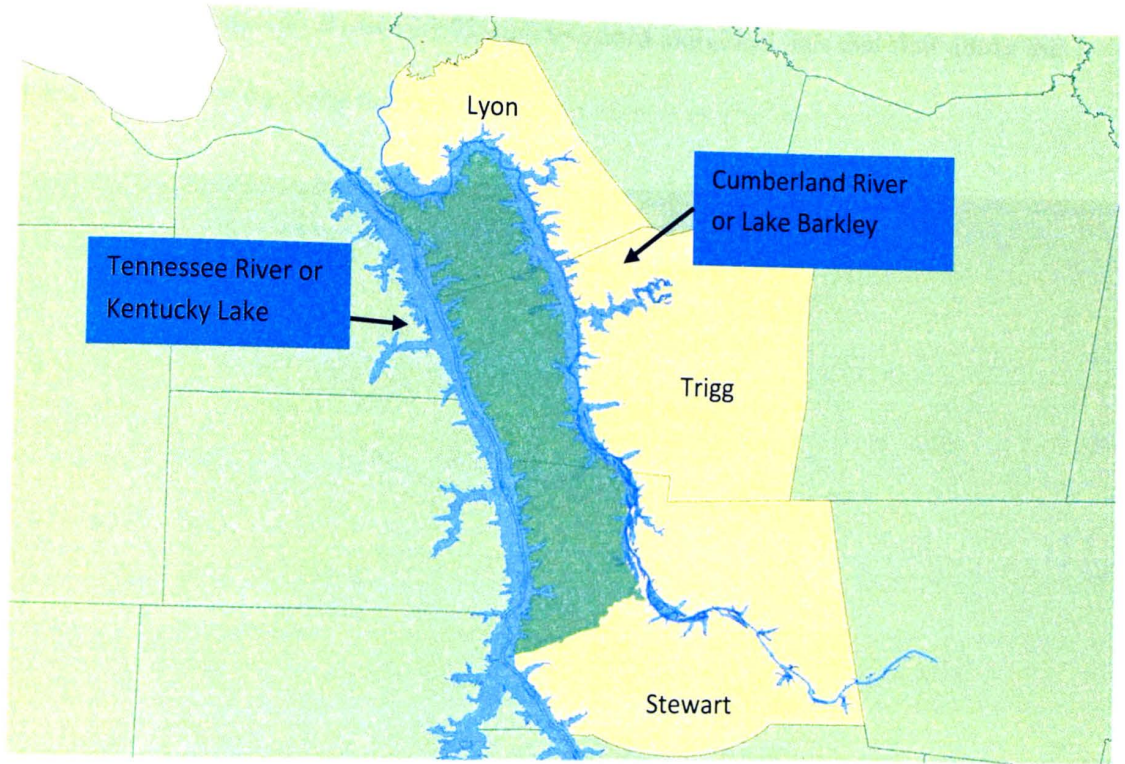 Lyon
Cumberland River
or Lake Barkley
Tennessee River or
Kentucky Lake
Trigg
Stewart